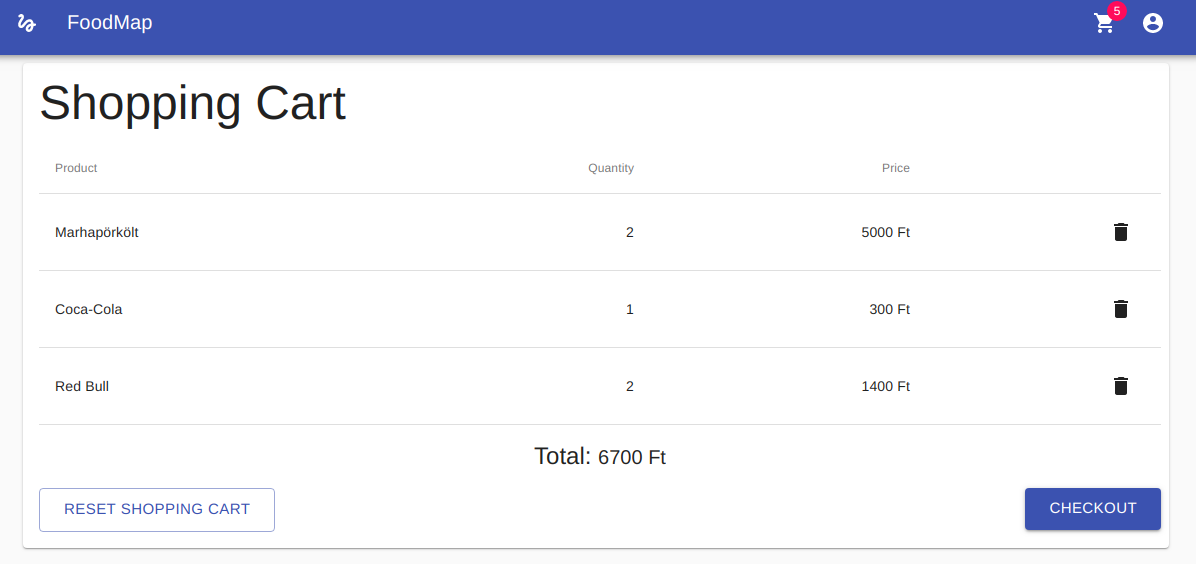 FoodMap 5
Shopping Cart
Product Quantity Price
Marhapörkölt 2 5000 Ft
Coca-Cola 1 300 Ft
Red Bull 2 1400 Ft
Total: 6700 Ft
RESET SHOPPING CART CHECKOUT